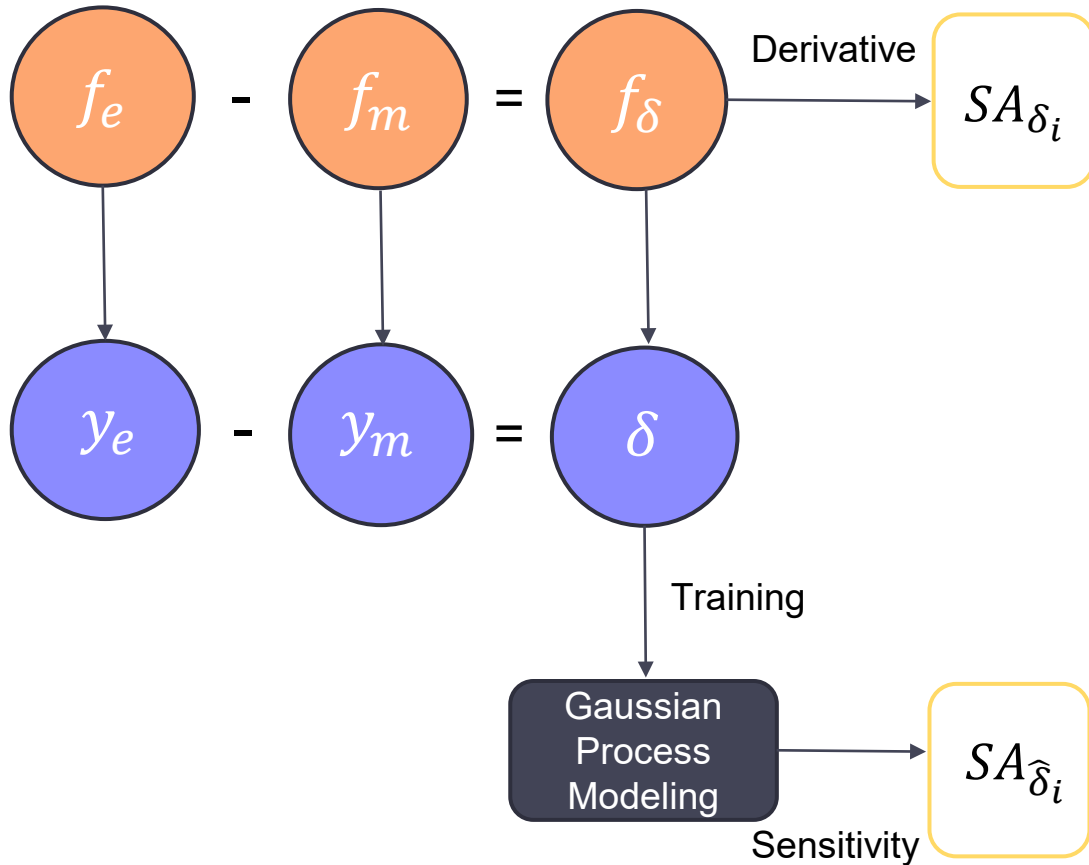 Derivative
f_e - f_m = f_δ
SA_{δ_i}
y_e - y_m = δ
Training
Gaussian
Process
Modeling
SA_{δ̂_i}
Sensitivity